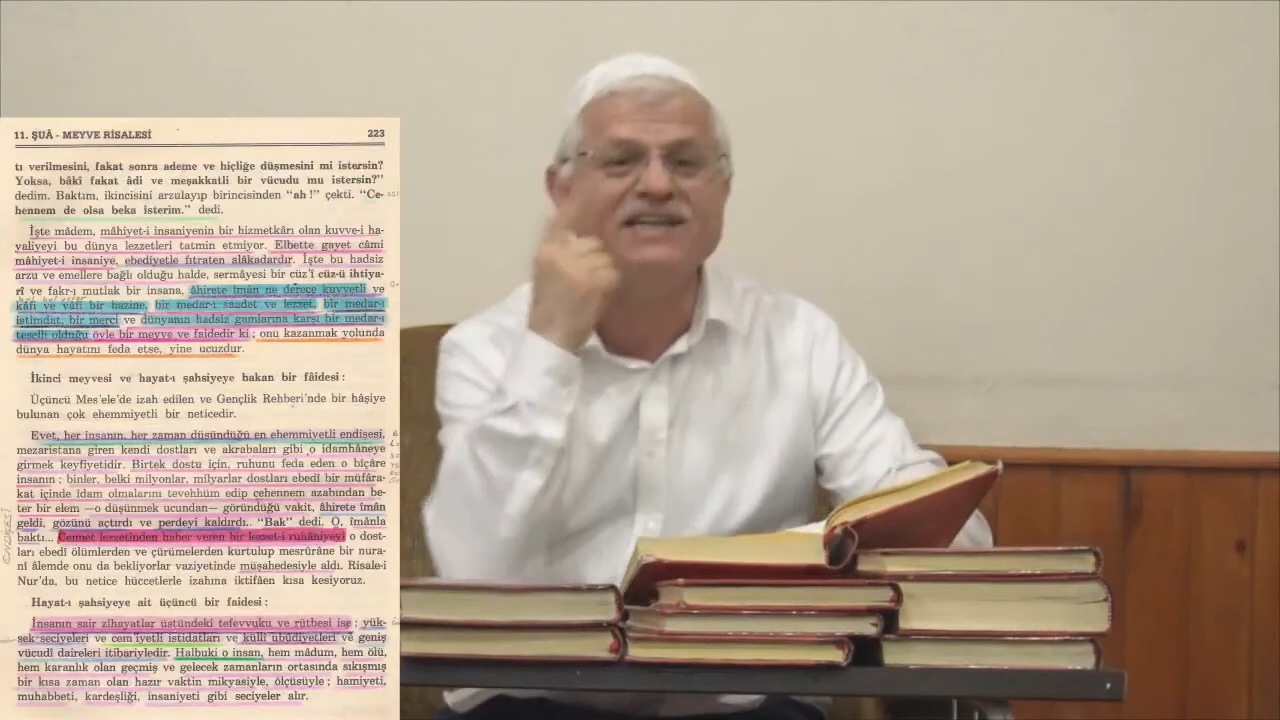 11. ŞUÂ - MEYVE RİSALESİ 223
tı verilmesini, fakat sonra ademe ve hiçliğe düşmesini mi istersin?
Yoksa, bâkî fakat âdi ve meşakkatli bir vücudu mu istersin?"
dedim. Baktım, ikincisini arzulayıp birincisinden "ah!" çekti. "Ce-
hennem de olsa beka isterim." dedi.
İşte mâdem, mâhiyet-i insaniyenin bir hizmetkârı olan kuvve-i ha-
yaliyeyi bu dünya lezzetleri tatmin etmiyor. Elbette gayet câmi
mâhiyet-i insaniye, ebediyetle fıtraten alâkadardır. İşte bu hadsiz
arzu ve emellere bağlı olduğu halde, sermâyesi bir cüz'î cüz-ü ihtiya-
rî ve fakr-ı mutlak bir insana, âhirete îmân ne derece kuvvetli ve
kâfî ve vâfî bir hazine, bir medar-ı saadet ve lezzet, bir medar-ı
istimdat, bir merci ve dünyanın hadsiz gamlarına karşı bir medar-ı
teselli olduğu öyle bir meyve ve faidedir ki ; onu kazanmak yolunda
dünya hayatını feda etse, yine ucuzdur.
İkinci meyvesi ve hayat-ı şahsiyeye bakan bir fâidesi :
Üçüncü Mes'ele'de izah edilen ve Gençlik Rehberi'nde bir hâşiye
bulunan çok ehemmiyetli bir neticedir.
Evet, her insanın, her zaman düşündüğü en ehemmiyetli endişesi,
mezaristana giren kendi dostları ve akrabaları gibi o îdamhâneye
girmek keyfiyetidir. Birtek dostu için, ruhunu feda eden o bîçâre
insanın ; binler, belki milyonlar, milyarlar dostları ebedî bir müfâra-
kat içinde idam olmalarını tevehhüm edip cehennem azabından be-
ter bir elem —o düşünmek ucundan— göründüğü vakit, âhirete îmân
geldi, gözünü açtırdı ve perdeyi kaldırdı.. "Bak" dedi. O, îmânla
baktı... Cennet lezzetinden haber veren bir lezzet-i ruhâniyeyi o dost-
ları ebedî ölümlerden ve çürümelerden kurtulup mesrûrâne bir nura-
nî âlemde onu da bekliyorlar vaziyetinde müşahedesiyle aldı. Risale-i
Nur'da, bu netice hüccetlerle izahına iktifâen kısa kesiyoruz.
Hayat-ı şahsiyeye ait üçüncü bir faidesi :
İnsanın sair zîhayatlar üstündeki tefevvuku ve rütbesi ise ; yük-
sek seciyeleri ve cem'iyetli istidatları ve küllî ubûdiyetleri ve geniş
vücudî daireleri itibariyledir. Halbuki o insan, hem mâdum, hem ölü,
hem karanlık olan geçmiş ve gelecek zamanların ortasında sıkışmış
bir kısa zaman olan hazır vaktin mikyasiyle, ölçüsüyle ; hamiyeti,
muhabbeti, kardeşliği, insaniyeti gibi seciyeler alır.